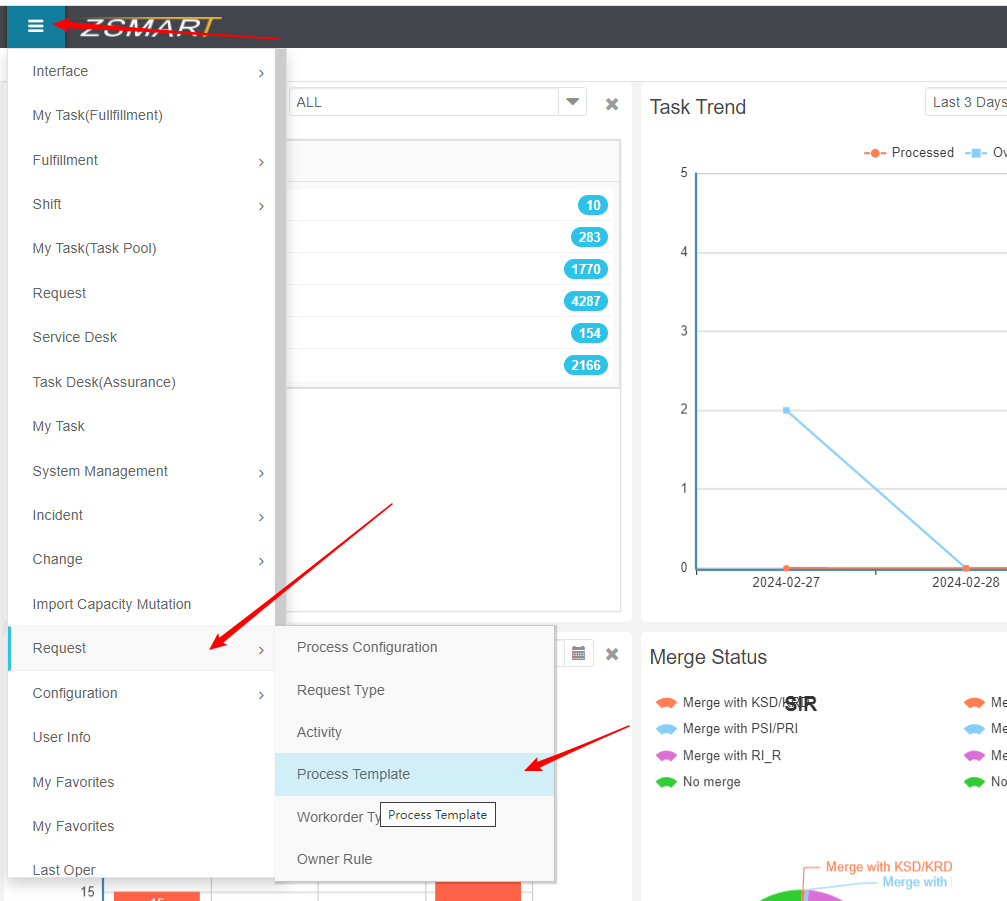 ZSMART
Interface
My Task(Fullfillment)
Fulfillment
Shift
My Task(Task Pool)
Request
Service Desk
Task Desk(Assurance)
My Task
System Management
Incident
Change
Import Capacity Mutation
Request
Configuration
User Info
My Favorites
My Favorites
Last Oper
Process Configuration
Request Type
Activity
Process Template
Workorder Ty
Process Template
Owner Rule
ALL
10
283
1770
4287
154
2166
Task Trend
Last 3 Days
Processed
Ov
5
4
3
2
1
0
2024-02-27
2024-02-28
Merge Status
SIR
Merge with KSD/KRD
Me
Merge with PSI/PRI
Me
Merge with RI_R
Me
No merge
No
Merge with KSD/KRD
Merge with
15
15